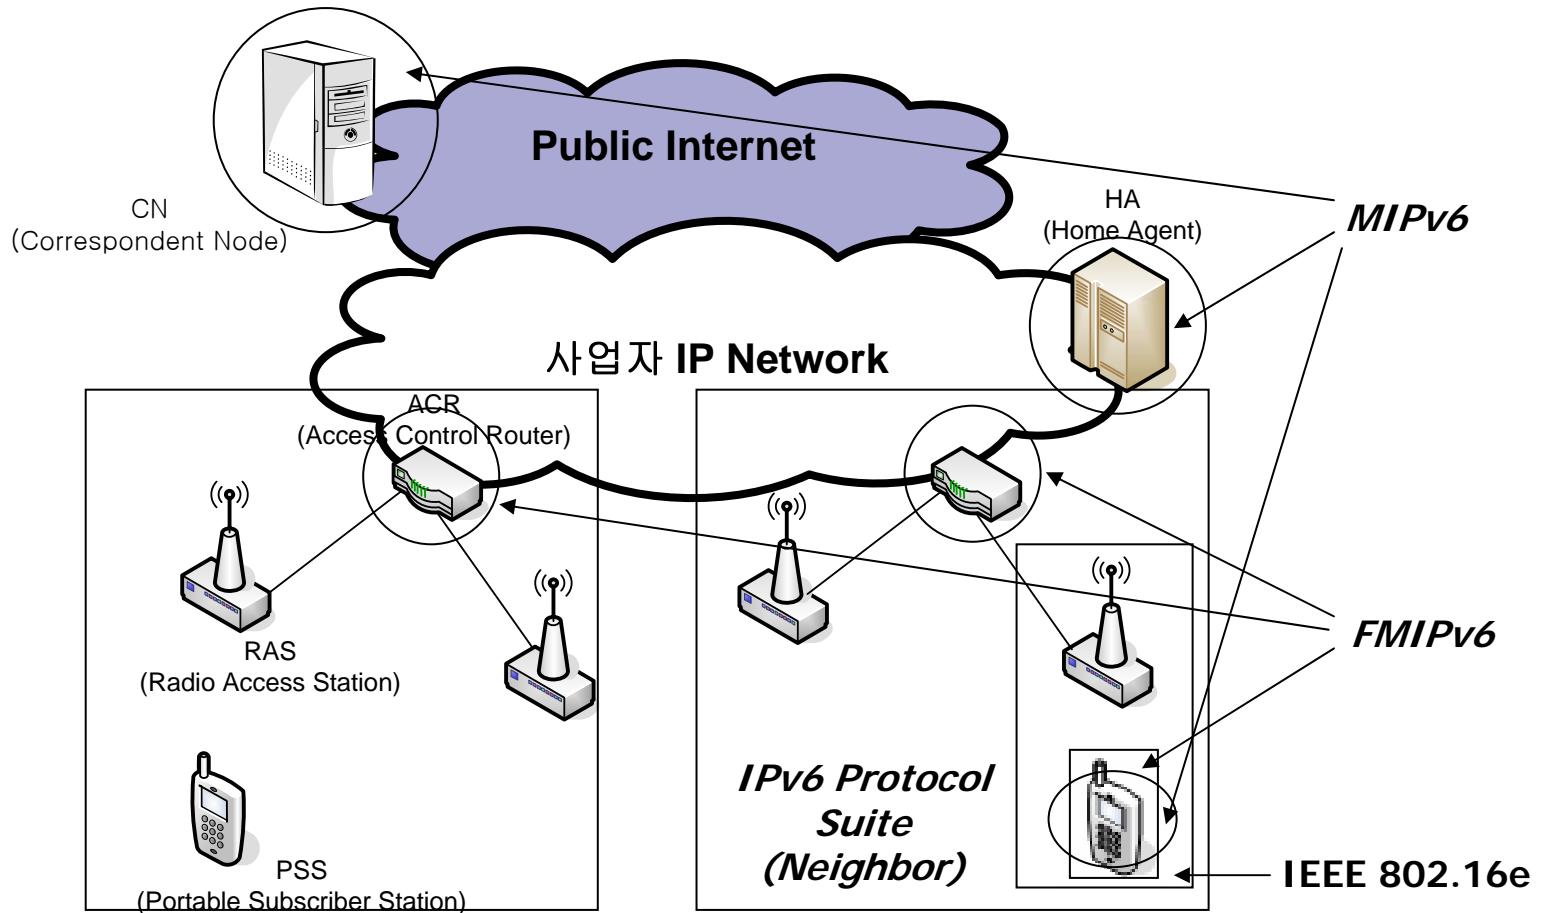 Public Internet
CN
(Correspondent Node)
HA
(Home Agent)
MIPv6
사업자 IP Network
ACR
(Access Control Router)
RAS
(Radio Access Station)
FMIPv6
IPv6 Protocol
Suite
(Neighbor)
PSS
(Portable Subscriber Station)
IEEE 802.16e